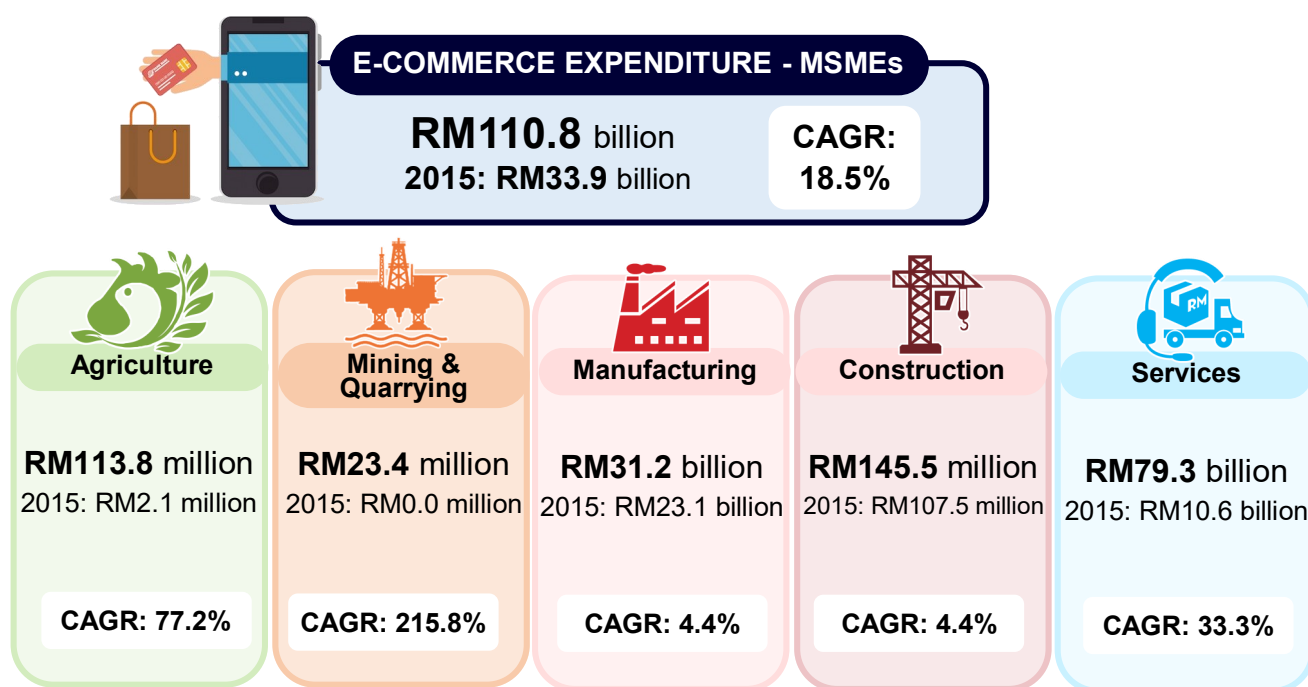 E-COMMERCE EXPENDITURE - MSMEs
RM110.8 billion
2015: RM33.9 billion
CAGR:
18.5%
Agriculture
RM113.8 million
2015: RM2.1 million
CAGR: 77.2%
Mining &
Quarrying
RM23.4 million
2015: RM0.0 million
CAGR: 215.8%
Manufacturing
RM31.2 billion
2015: RM23.1 billion
CAGR: 4.4%
Construction
RM145.5 million
2015: RM107.5 million
CAGR: 4.4%
RM
Services
RM79.3 billion
2015: RM10.6 billion
CAGR: 33.3%